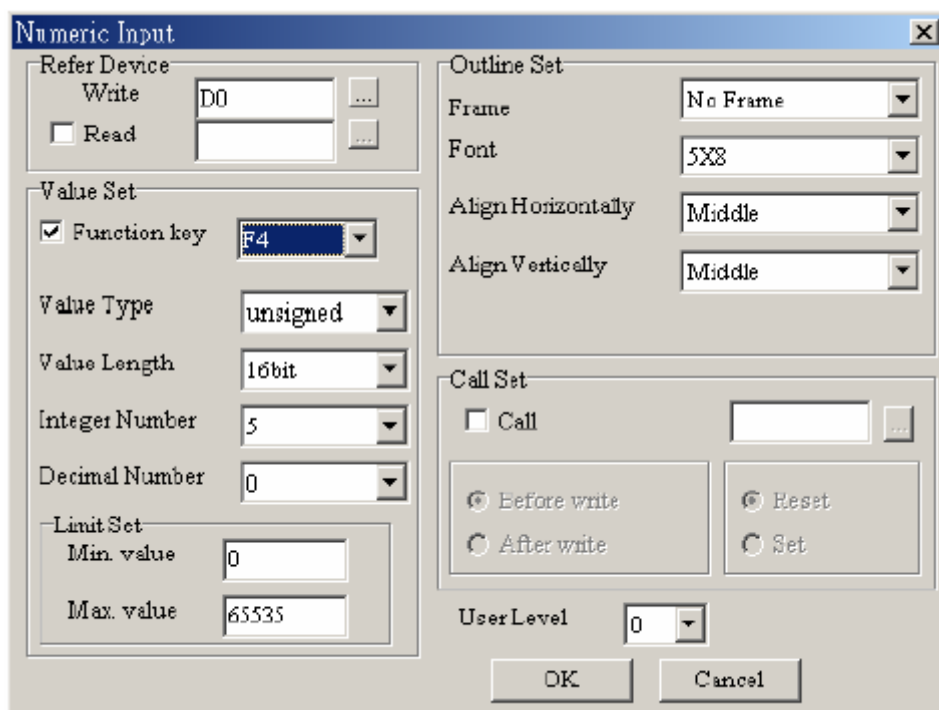 Numeric Input
Refer Device
Write D0 ...
Read ...
Value Set
Function key F4
Value Type unsigned
Value Length 16bit
Integer Number 5
Decimal Number 0
Limit Set
Min. value 0
Max. value 65535
Outline Set
Frame No Frame
Font 5X8
Align Horizontally Middle
Align Vertically Middle
Call Set
Call ...
Before write
After write
Reset
Set
User Level 0
OK Cancel